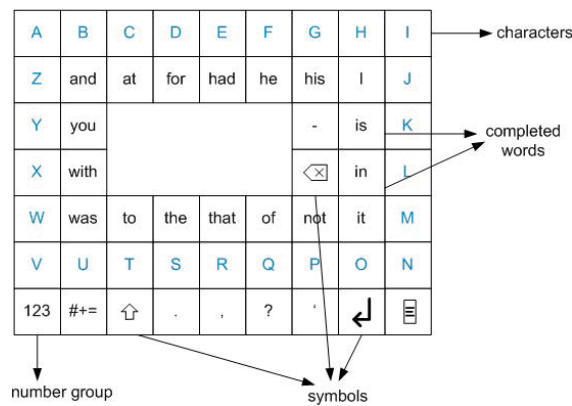 A B C D E F G H I characters
Z and at for had he his I J
Y you - is K
completed words
X with in L
W was to the that of not it M
V U T S R Q P O N
123 #+= . , ? ‘
number group symbols